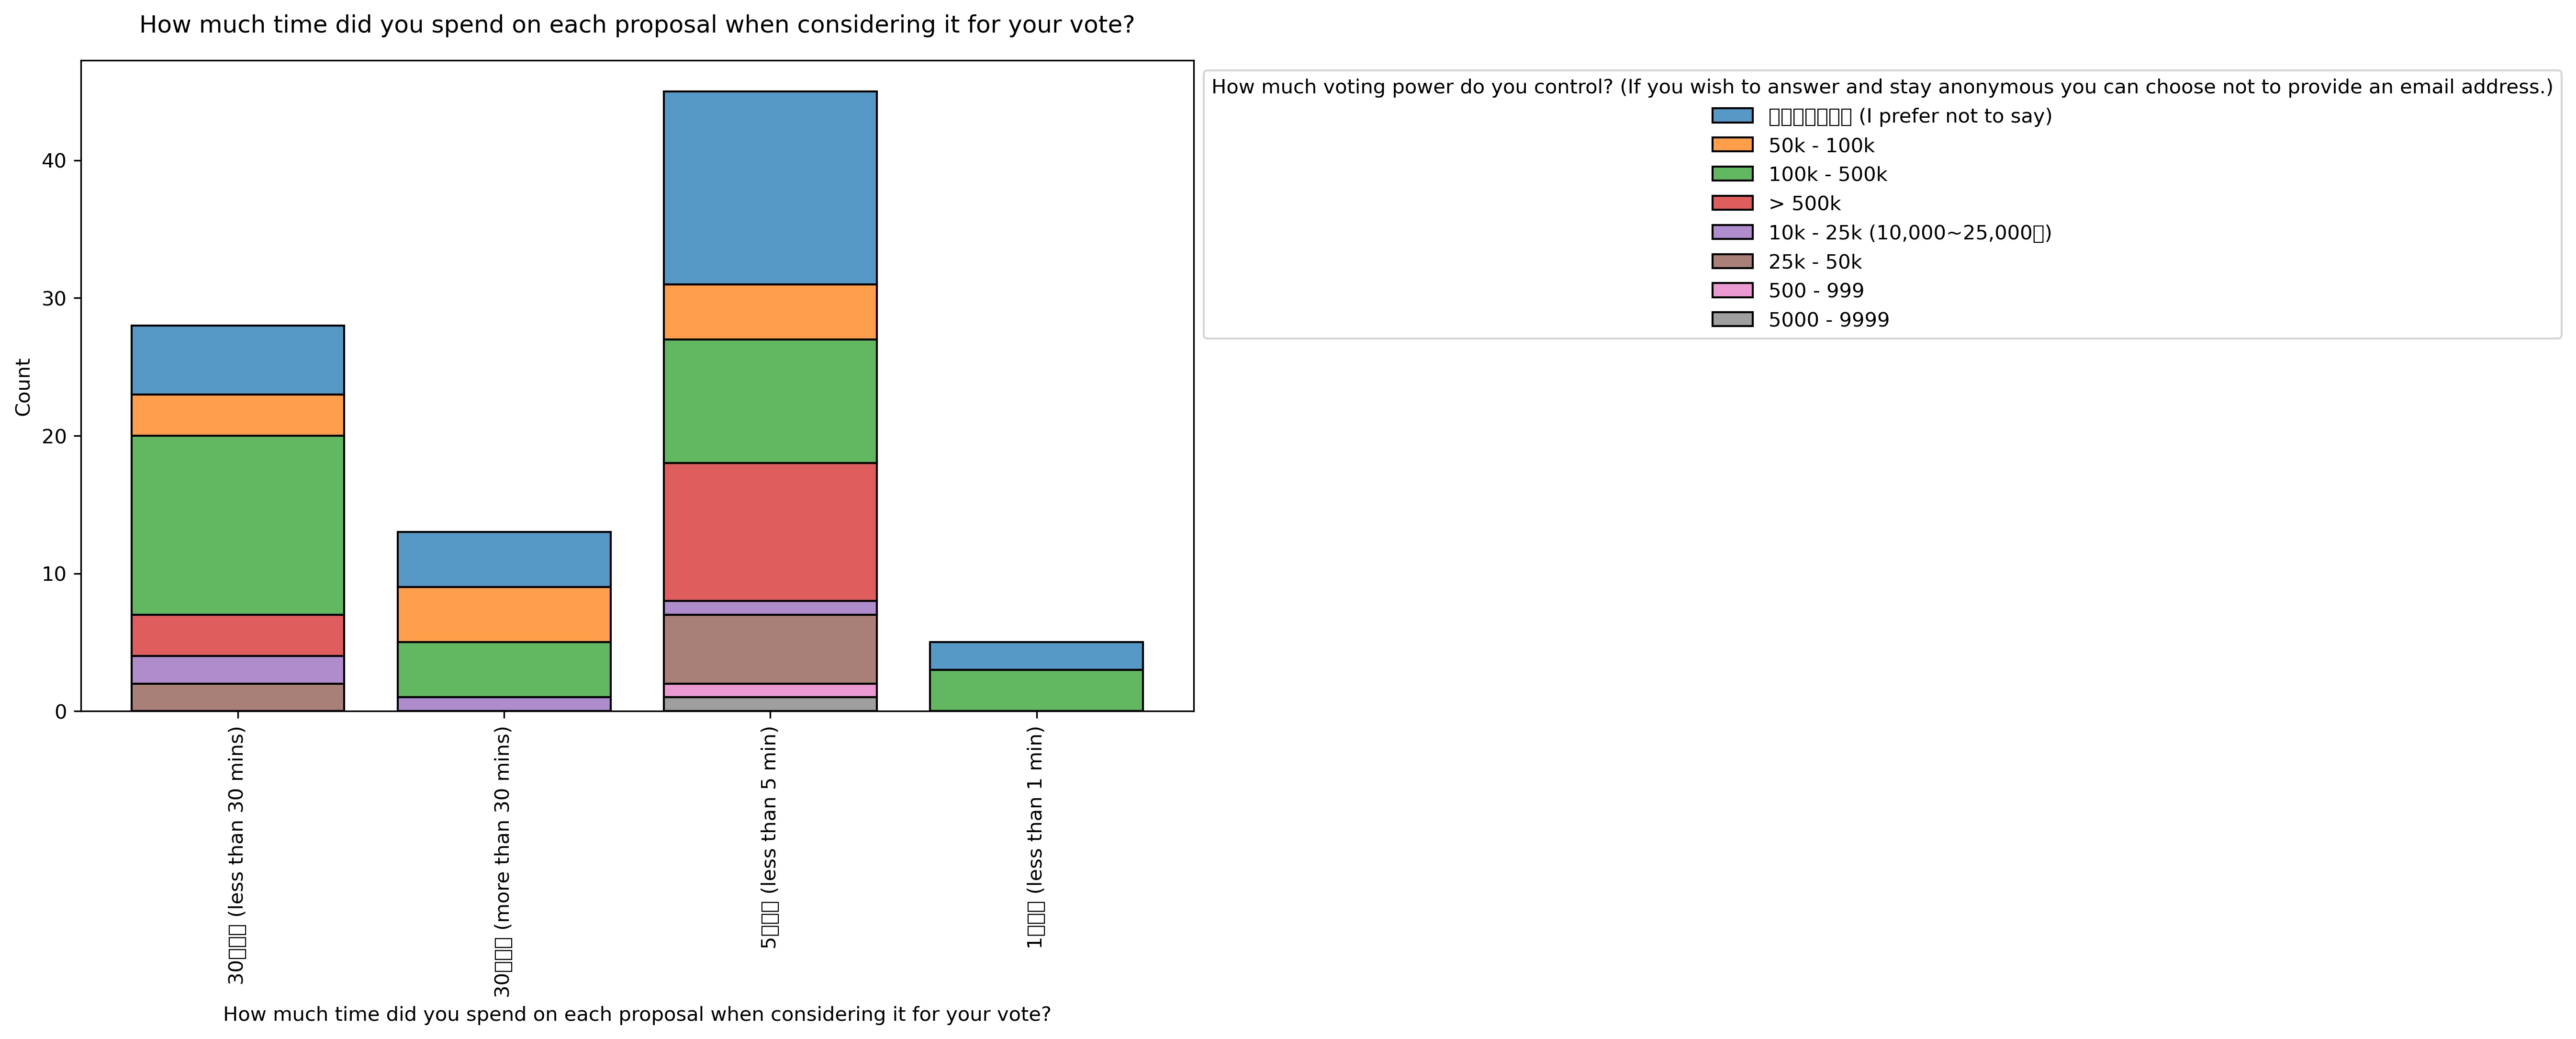 How much time did you spend on each proposal when considering it for your vote?
Count
40
30
20
10
0
30□□□ (less than 30 mins)
30□□□ (more than 30 mins)
5□□□ (less than 5 min)
1□□□ (less than 1 min)
How much time did you spend on each proposal when considering it for your vote?
How much voting power do you control? (If you wish to answer and stay anonymous you can choose not to provide an email address.)
□□□□□□□ (I prefer not to say)
50k - 100k
100k - 500k
> 500k
10k - 25k (10,000~25,000□)
25k - 50k
500 - 999
5000 - 9999